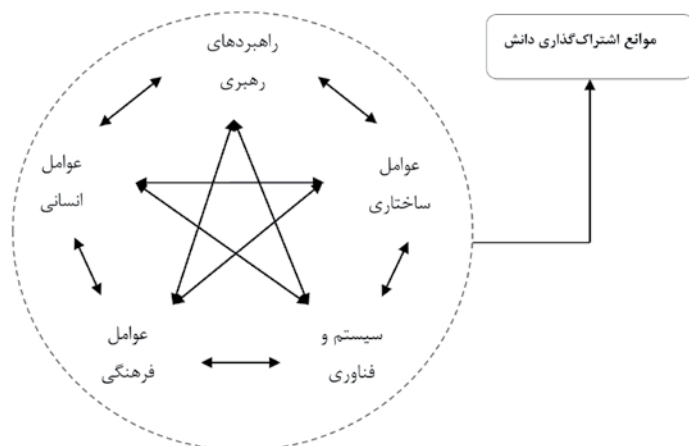 موانع اشتراک‌گذاری دانش
راهبردهای
رهبری
عوامل
ساختاری
عوامل
انسانی
سیستم و
فناوری
عوامل
فرهنگی